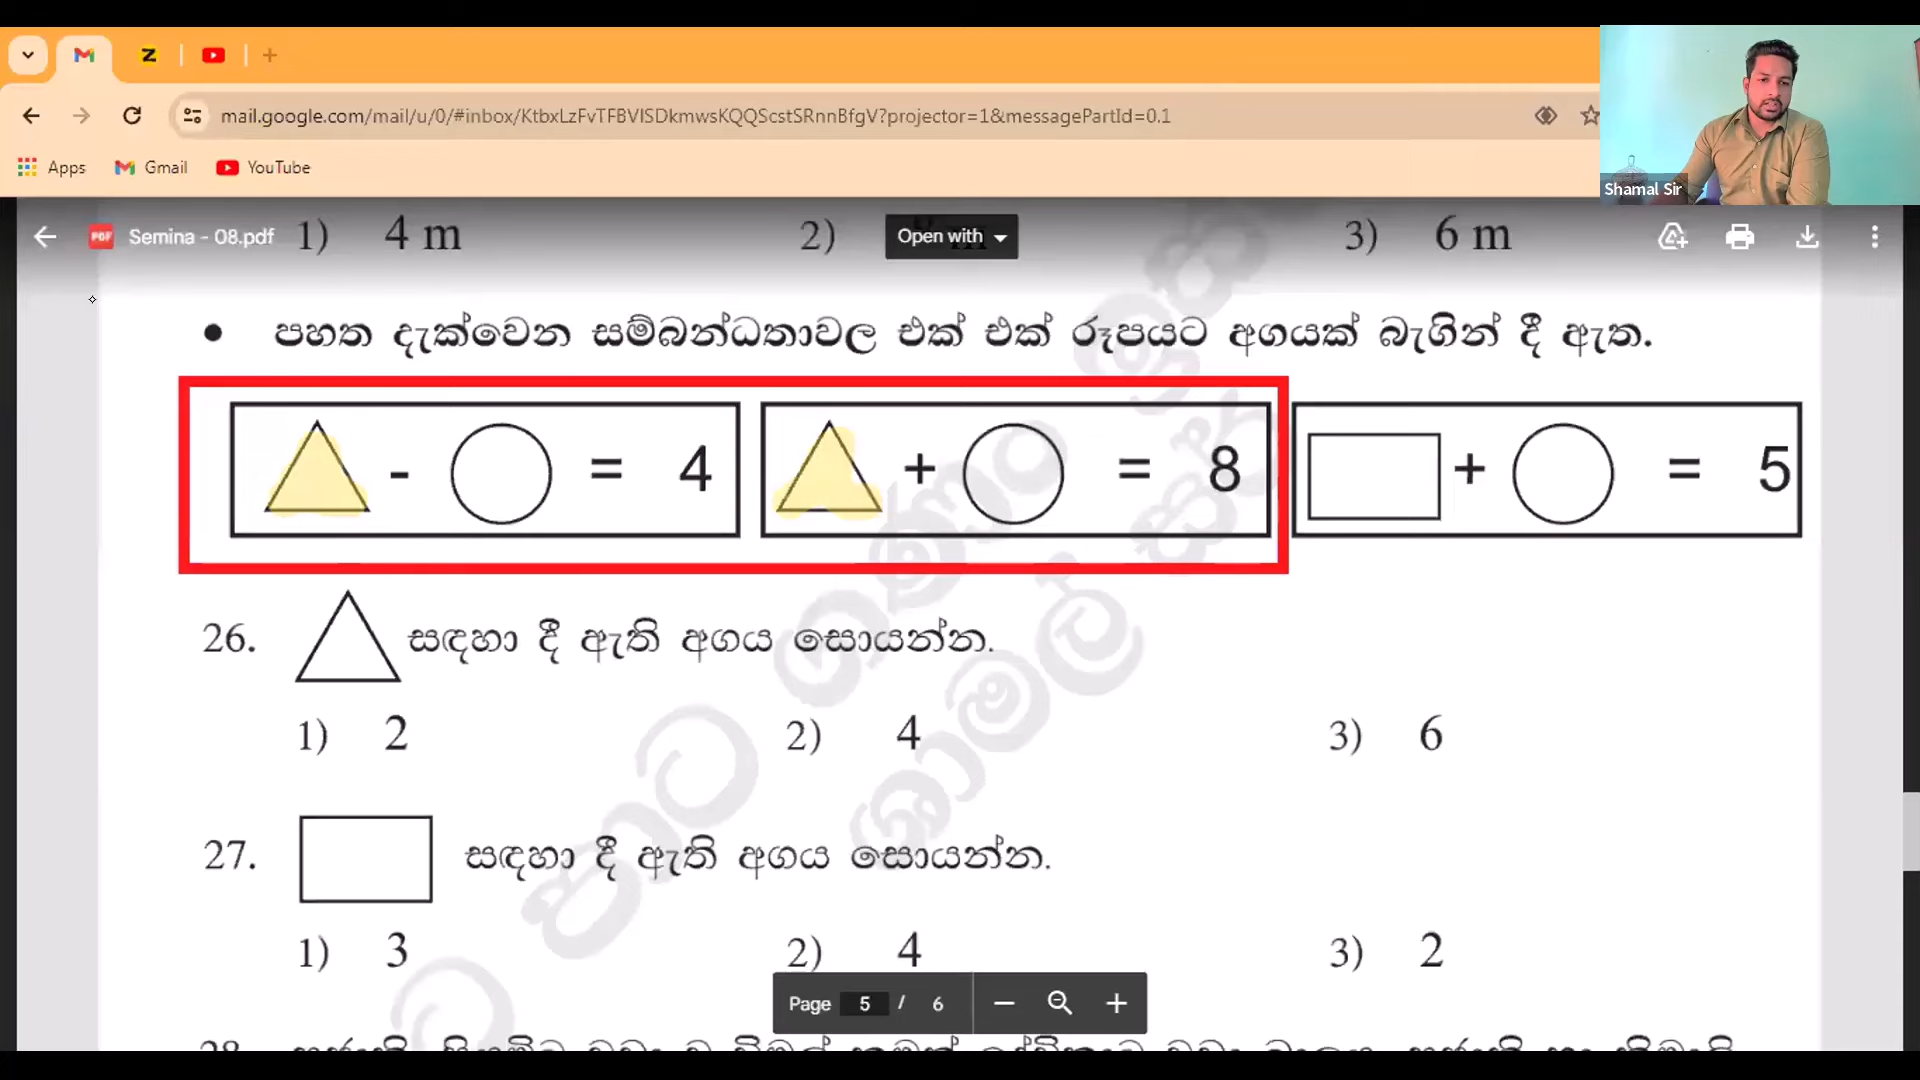 mail.google.com/mail/u/0/#inbox/KtbxLzFvTFBVlSDkmwsKQQScstSRnnBfgV?projector=1&messagePartId=0.1
Apps Gmail YouTube
Shamal Sir
Semina - 08.pdf
Open with
1) 4 m 2) m 3) 6 m
• පහත දැක්වෙන සම්බන්ධතාවල එක් එක් රූපයට අගයක් බැගින් දී ඇත.
- = 4 + = 8 + = 5
26. සඳහා දී ඇති අගය සොයන්න.
1) 2 2) 4 3) 6
27. සඳහා දී ඇති අගය සොයන්න.
1) 3 2) 4 3) 2
Page 5 / 6